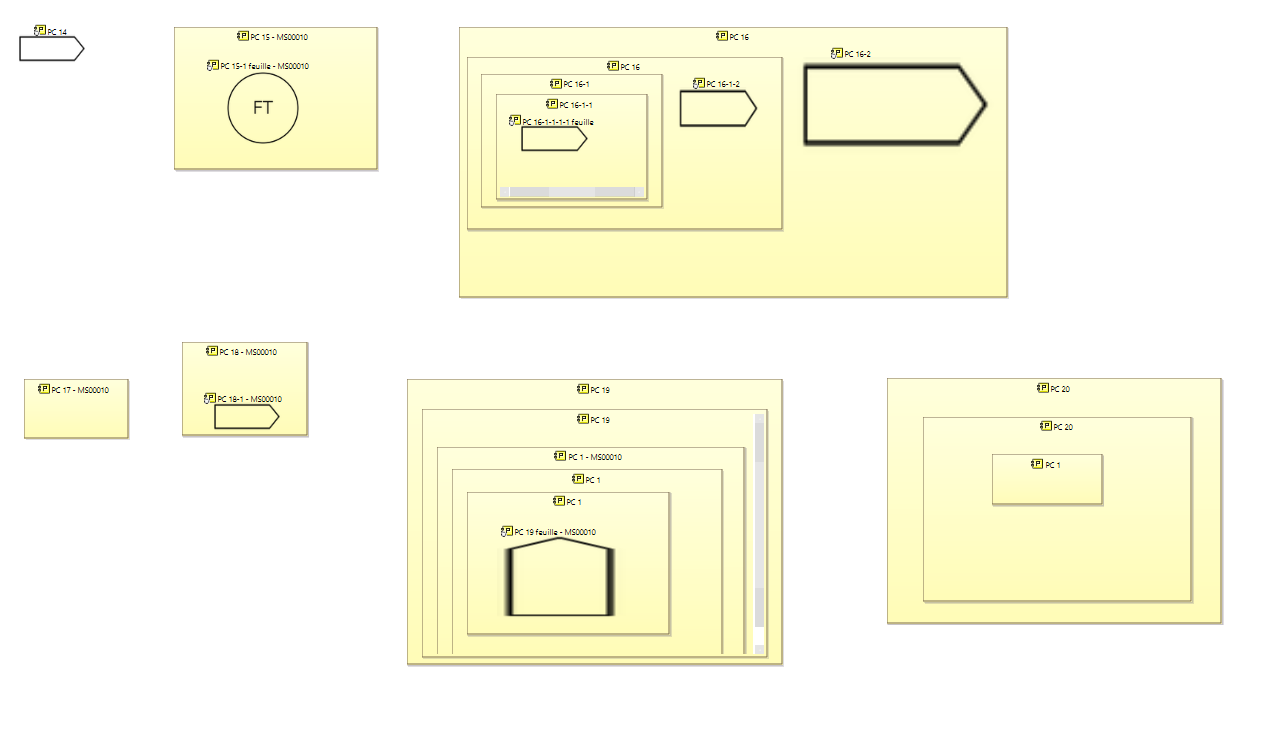 PC 14
PC 15 - MS00010
PC 15-1 feuille - MS00010
FT
PC 16
PC 16
PC 16-1
PC 16-1-1
PC 16-1-1-1-1 feuille
PC 16-1-2
PC 16-2
PC 17 - MS00010
PC 18 - MS00010
PC 18-1 - MS00010
PC 19
PC 19
PC 1 - MS00010
PC 1
PC 1
PC 19 feuille - MS00010
PC 20
PC 20
PC 1